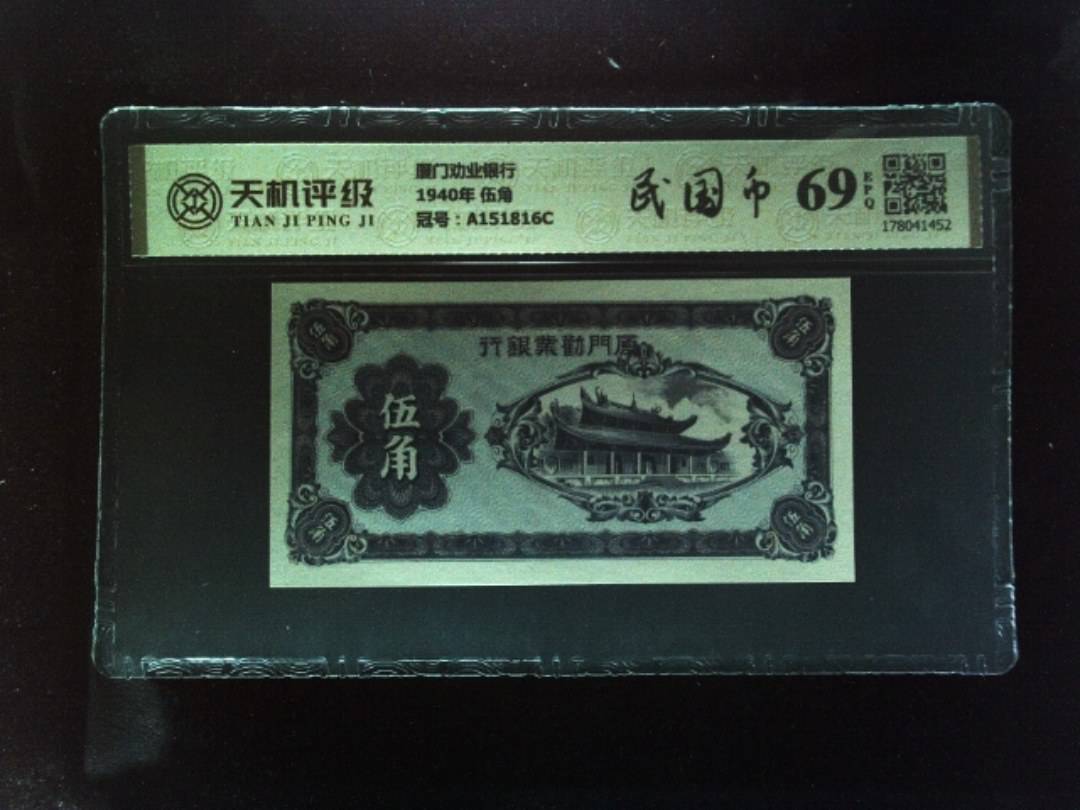 天机评级
TIAN JI PING JI
厦门劝业银行
1940年 伍角
冠号：A151816C
民国币
69
EPQ
178041452
行銀業勸門厦
伍角
伍角
伍角
伍角
伍角